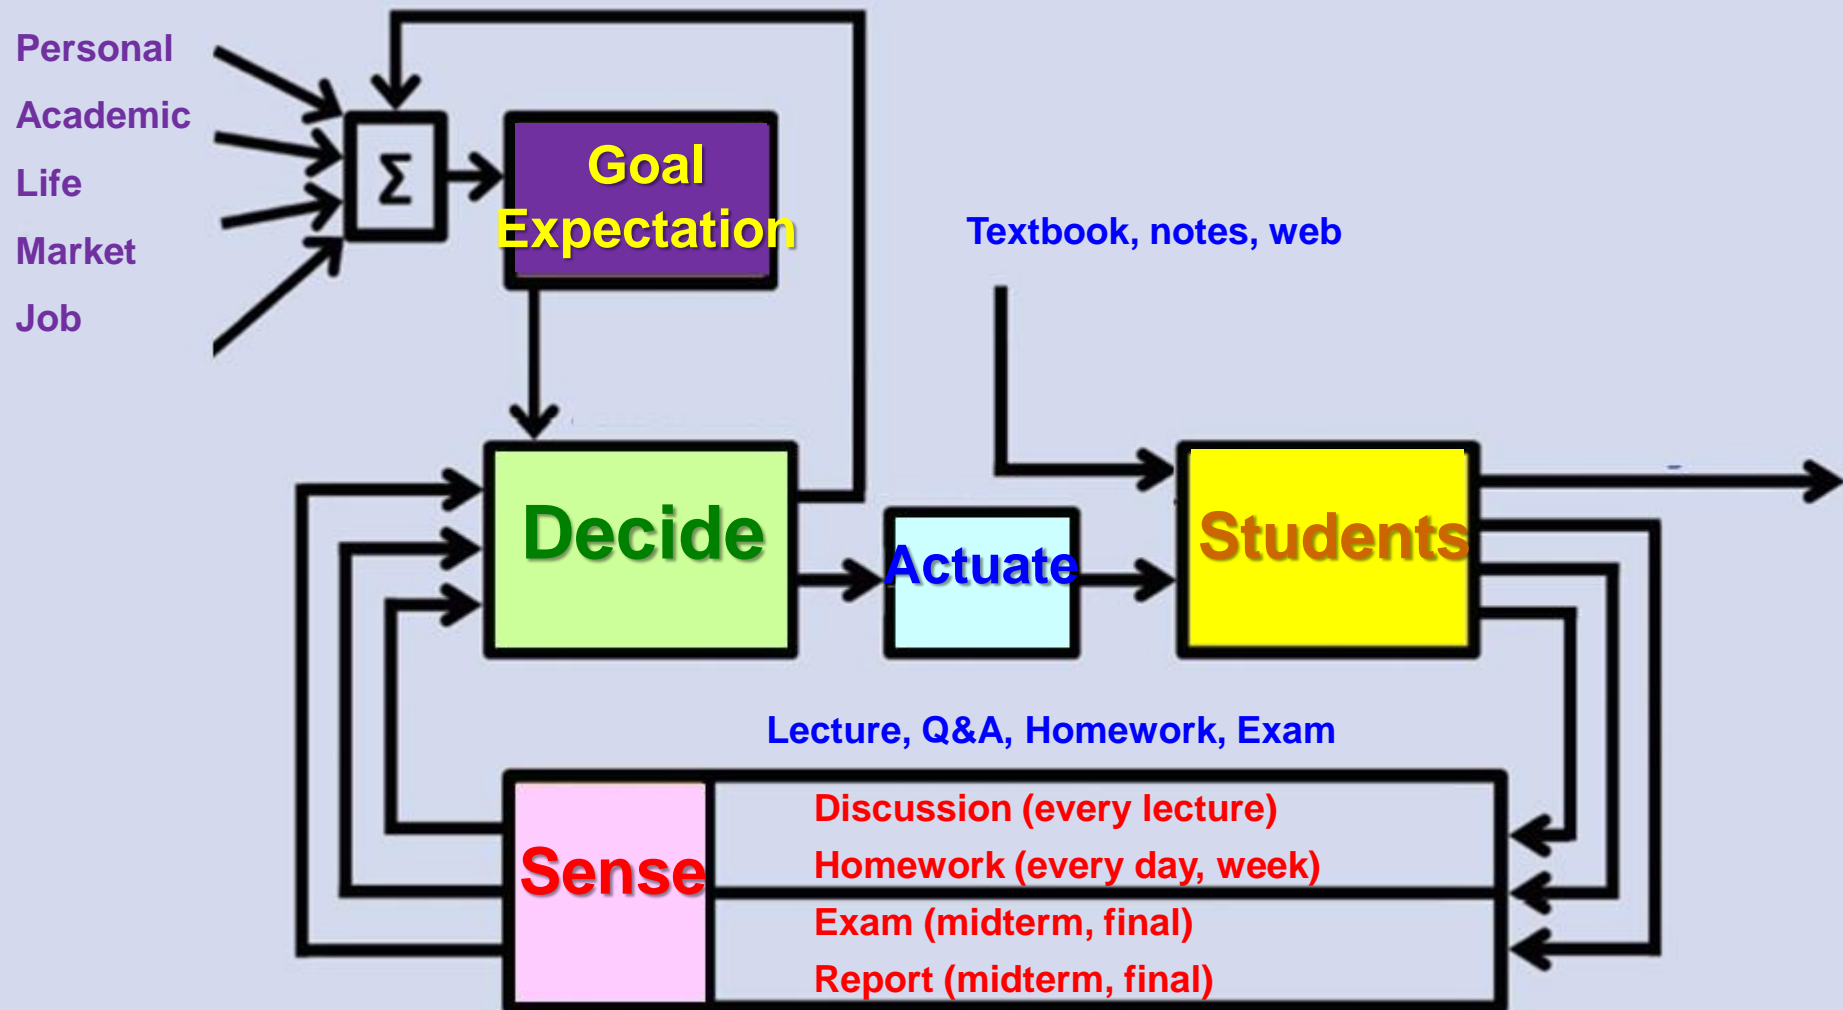 Personal
Academic
Life
Market
Job
Σ
Goal
Expectation
Textbook, notes, web
Decide
Actuate
Students
Lecture, Q&A, Homework, Exam
Sense
Discussion (every lecture)
Homework (every day, week)
Exam (midterm, final)
Report (midterm, final)